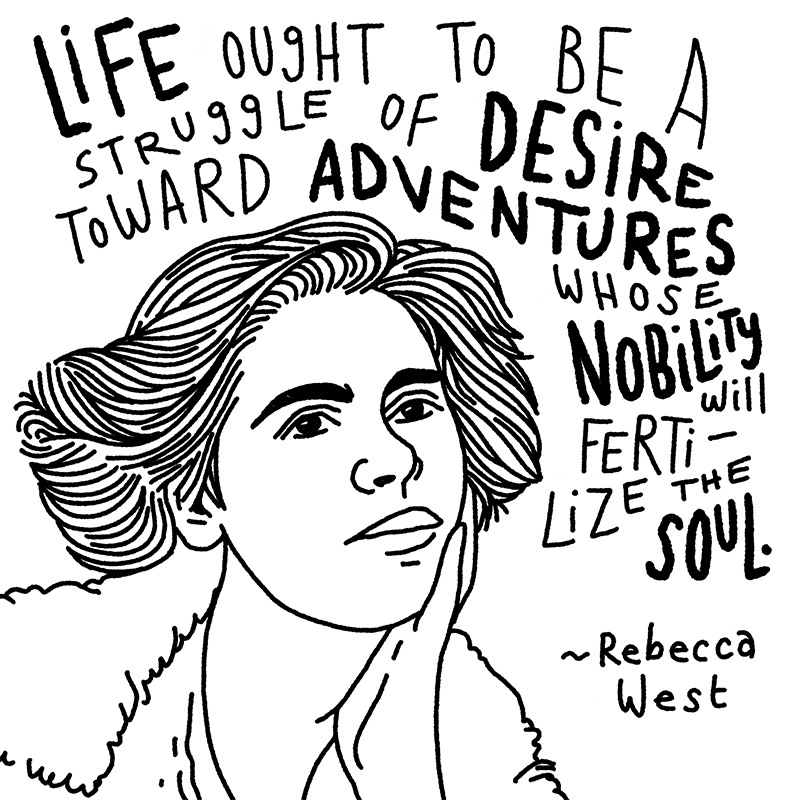 LiFE OUGHT TO BE A
STRUGGLE OF DESiRE
TOWARD ADVENTURES
WHOSE
NOBiLiTY
will
FERTi-
LiZE THE
SOUL.
~Rebecca
West